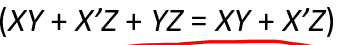 (XY + X'Z + YZ = XY + X'Z)